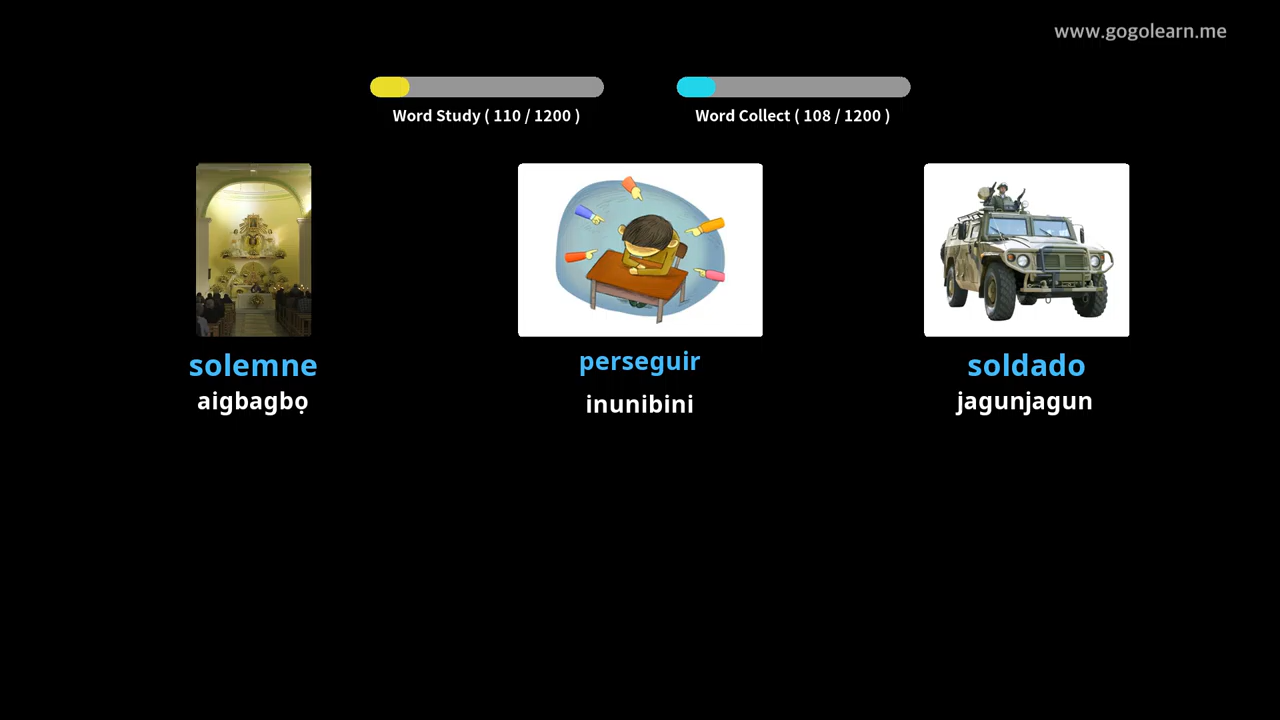 www.gogolearn.me
Word Study ( 110 / 1200 )
Word Collect ( 108 / 1200 )
solemne
aigbagbọ
perseguir
inunibini
soldado
jagunjagun